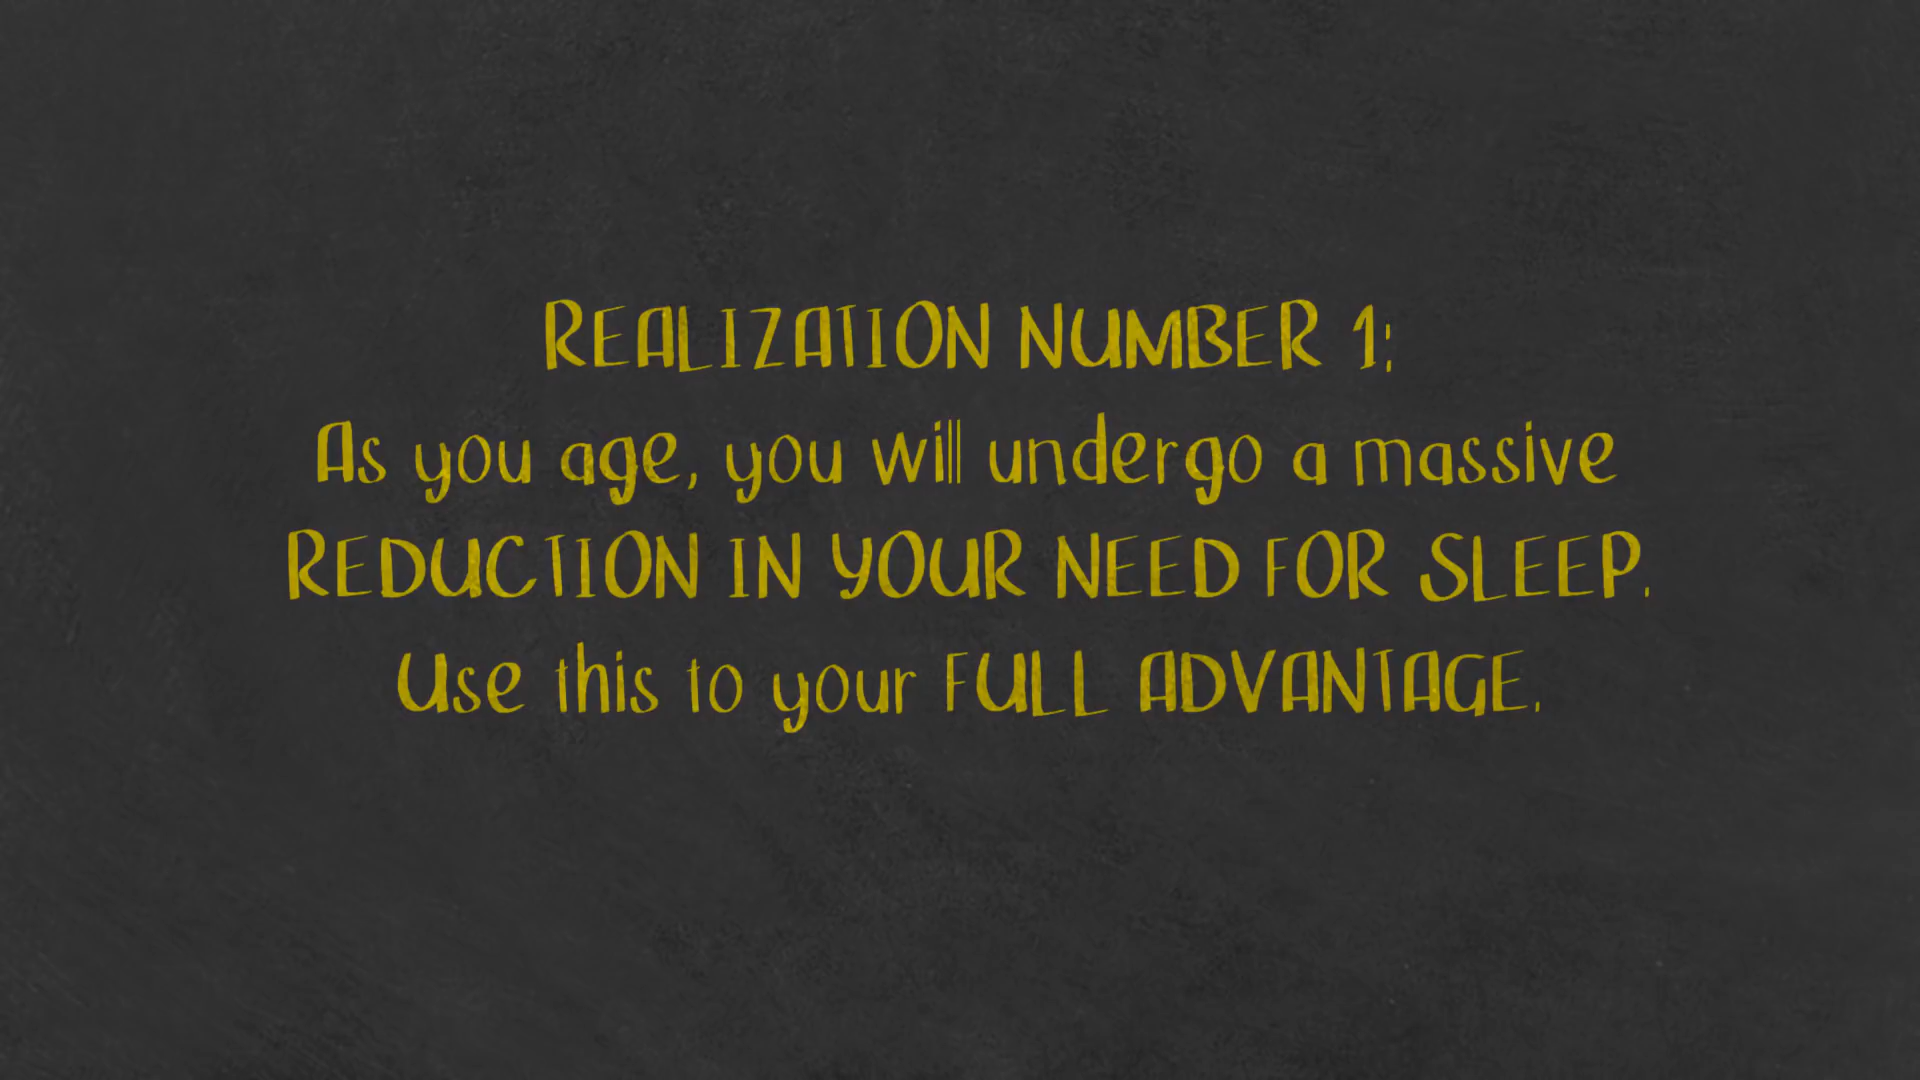 REALIZATION NUMBER 1:
As you age, you will undergo a massive
REDUCTION IN YOUR NEED FOR SLEEP.
Use this to your FULL ADVANTAGE.